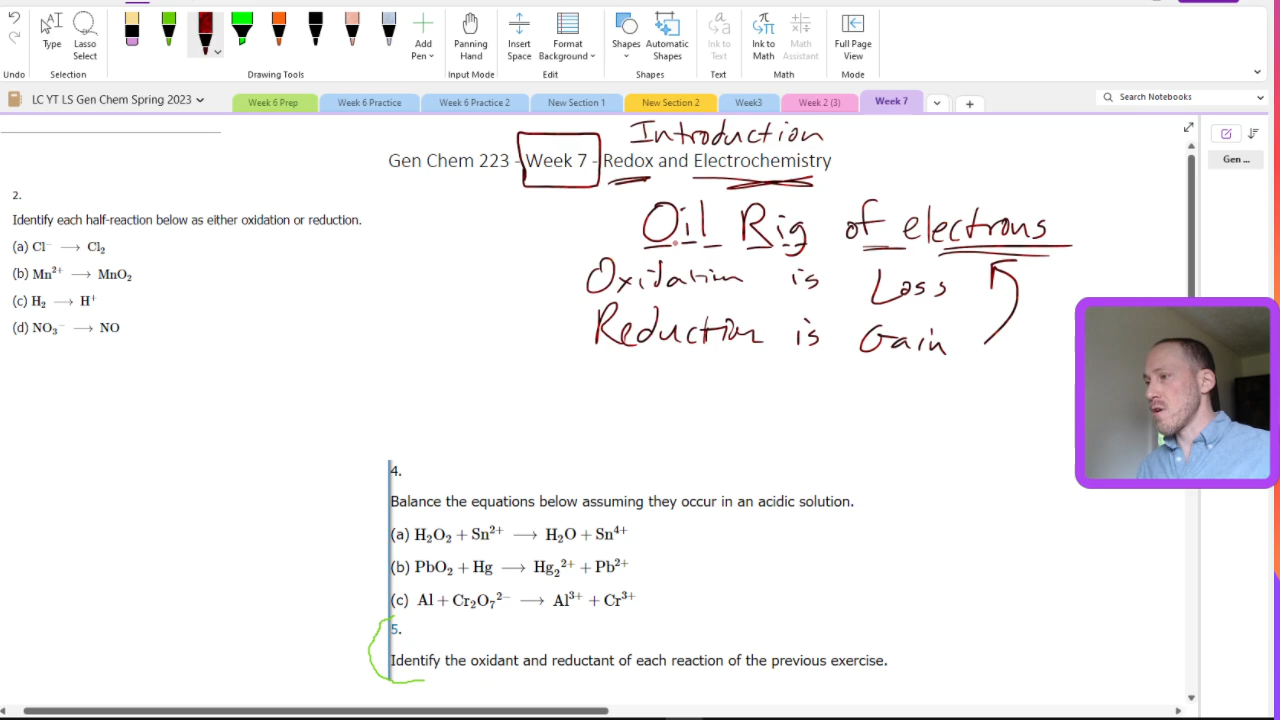 Undo
Type
Lasso Select
Selection
Drawing Tools
Add Pen
Panning Hand
Input Mode
Insert Space
Format Background
Edit
Shapes
Automatic Shapes
Shapes
Ink to Text
Text
Ink to Math
Math Assistant
Math
Full Page View
Mode
LC YT LS Gen Chem Spring 2023
Week 6 Prep
Week 6 Practice
Week 6 Practice 2
New Section 1
New Section 2
Week3
Week 2 (3)
Week 7
Search Notebooks
Gen ...
Introduction
Gen Chem 223 - Week 7 - Redox and Electrochemistry
Oil Rig of electrons
Oxidation is Loss
Reduction is Gain
2.
Identify each half-reaction below as either oxidation or reduction.
(a) Cl⁻ ⟶ Cl₂
(b) Mn²⁺ ⟶ MnO₂
(c) H₂ ⟶ H⁺
(d) NO₃⁻ ⟶ NO
4.
Balance the equations below assuming they occur in an acidic solution.
(a) H₂O₂ + Sn²⁺ ⟶ H₂O + Sn⁴⁺
(b) PbO₂ + Hg ⟶ Hg₂²⁺ + Pb²⁺
(c) Al + Cr₂O₇²⁻ ⟶ Al³⁺ + Cr³⁺
5.
Identify the oxidant and reductant of each reaction of the previous exercise.